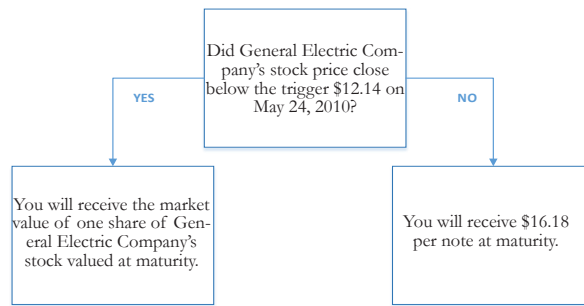 Did General Electric Com-
pany's stock price close
below the trigger $12.14 on
May 24, 2010?
YES
NO
You will receive the market
value of one share of Gen-
eral Electric Company's
stock valued at maturity.
You will receive $16.18
per note at maturity.